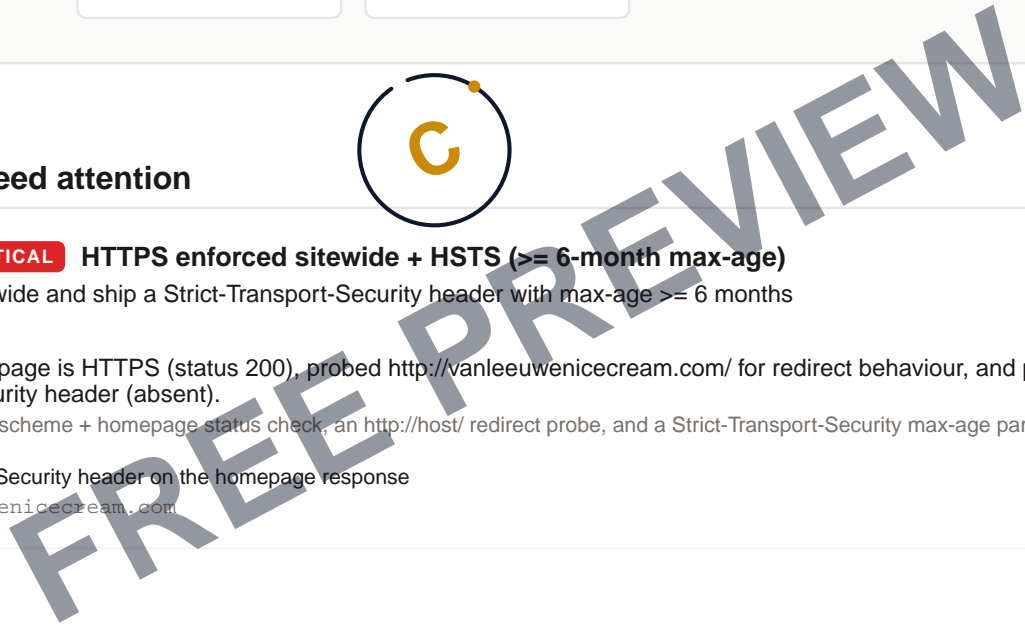 C
eed attention
TICAL HTTPS enforced sitewide + HSTS (>= 6-month max-age)
wide and ship a Strict-Transport-Security header with max-age >= 6 months
page is HTTPS (status 200), probed http://vanleeuwenicecream.com/ for redirect behaviour, and p
urity header (absent).
scheme + homepage status check, an http://host/ redirect probe, and a Strict-Transport-Security max-age par
Security header on the homepage response
enicecream.com
FREE PREVIEW